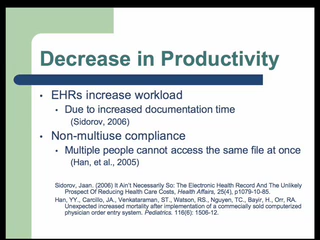 Decrease in Productivity
• EHRs increase workload
• Due to increased documentation time
(Sidorov, 2006)
• Non-multiuse compliance
• Multiple people cannot access the same file at once
(Han, et al., 2005)
Sidorov, Jaan. (2006) It Ain't Necessarily So: The Electronic Health Record And The Unlikely
Prospect Of Reducing Health Care Costs, Health Affairs, 25(4), p1079-10-85.
Han, YY., Carcillo, JA., Venkataraman, ST., Watson, RS., Nguyen, TC., Bayir, H., Orr, RA.
Unexpected increased mortality after implementation of a commercially sold computerized
physician order entry system. Pediatrics. 116(6): 1506-12.